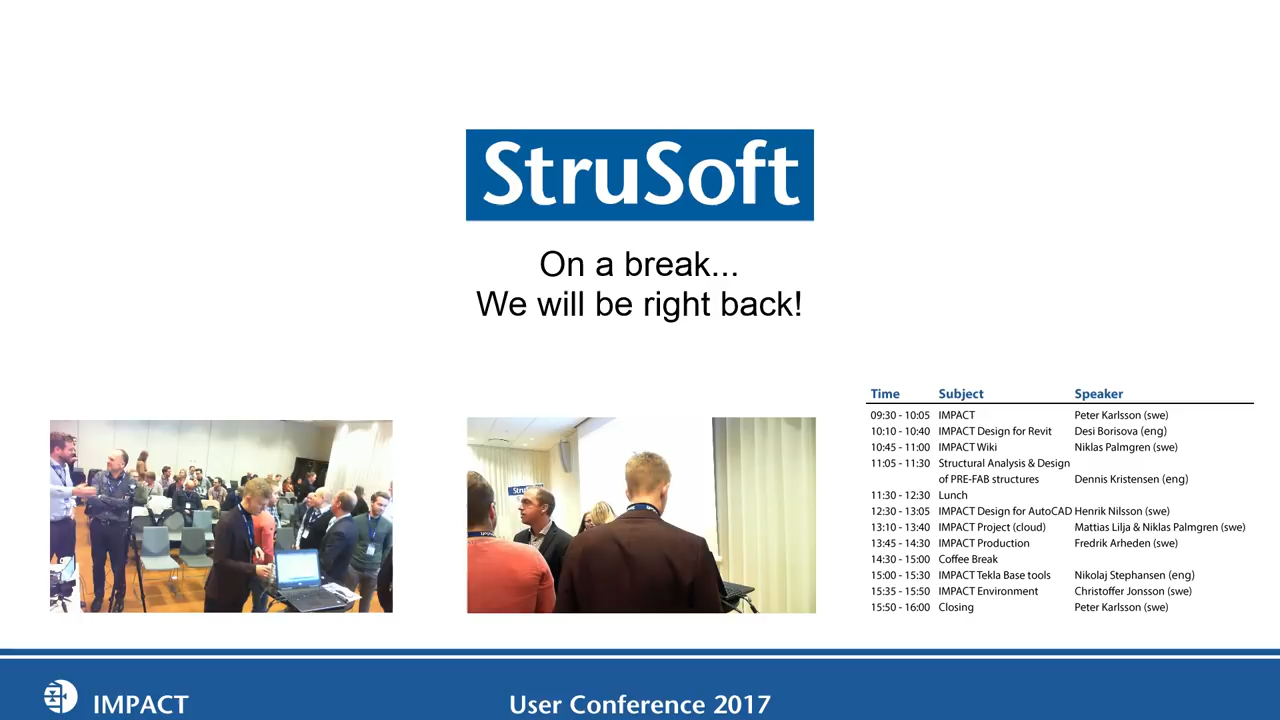 StruSoft
On a break...
We will be right back!
Time Subject Speaker
09:30 - 10:05 IMPACT Peter Karlsson (swe)
10:10 - 10:40 IMPACT Design for Revit Desi Borisova (eng)
10:45 - 11:00 IMPACT Wiki Niklas Palmgren (swe)
11:05 - 11:30 Structural Analysis & Design
of PRE-FAB structures Dennis Kristensen (eng)
11:30 - 12:30 Lunch
12:30 - 13:05 IMPACT Design for AutoCAD Henrik Nilsson (swe)
13:10 - 13:40 IMPACT Project (cloud) Mattias Lilja & Niklas Palmgren (swe)
13:45 - 14:30 IMPACT Production Fredrik Arheden (swe)
14:30 - 15:00 Coffee Break
15:00 - 15:30 IMPACT Tekla Base tools Nikolaj Stephansen (eng)
15:35 - 15:50 IMPACT Environment Christoffer Jonsson (swe)
15:50 - 16:00 Closing Peter Karlsson (swe)
IMPACT User Conference 2017